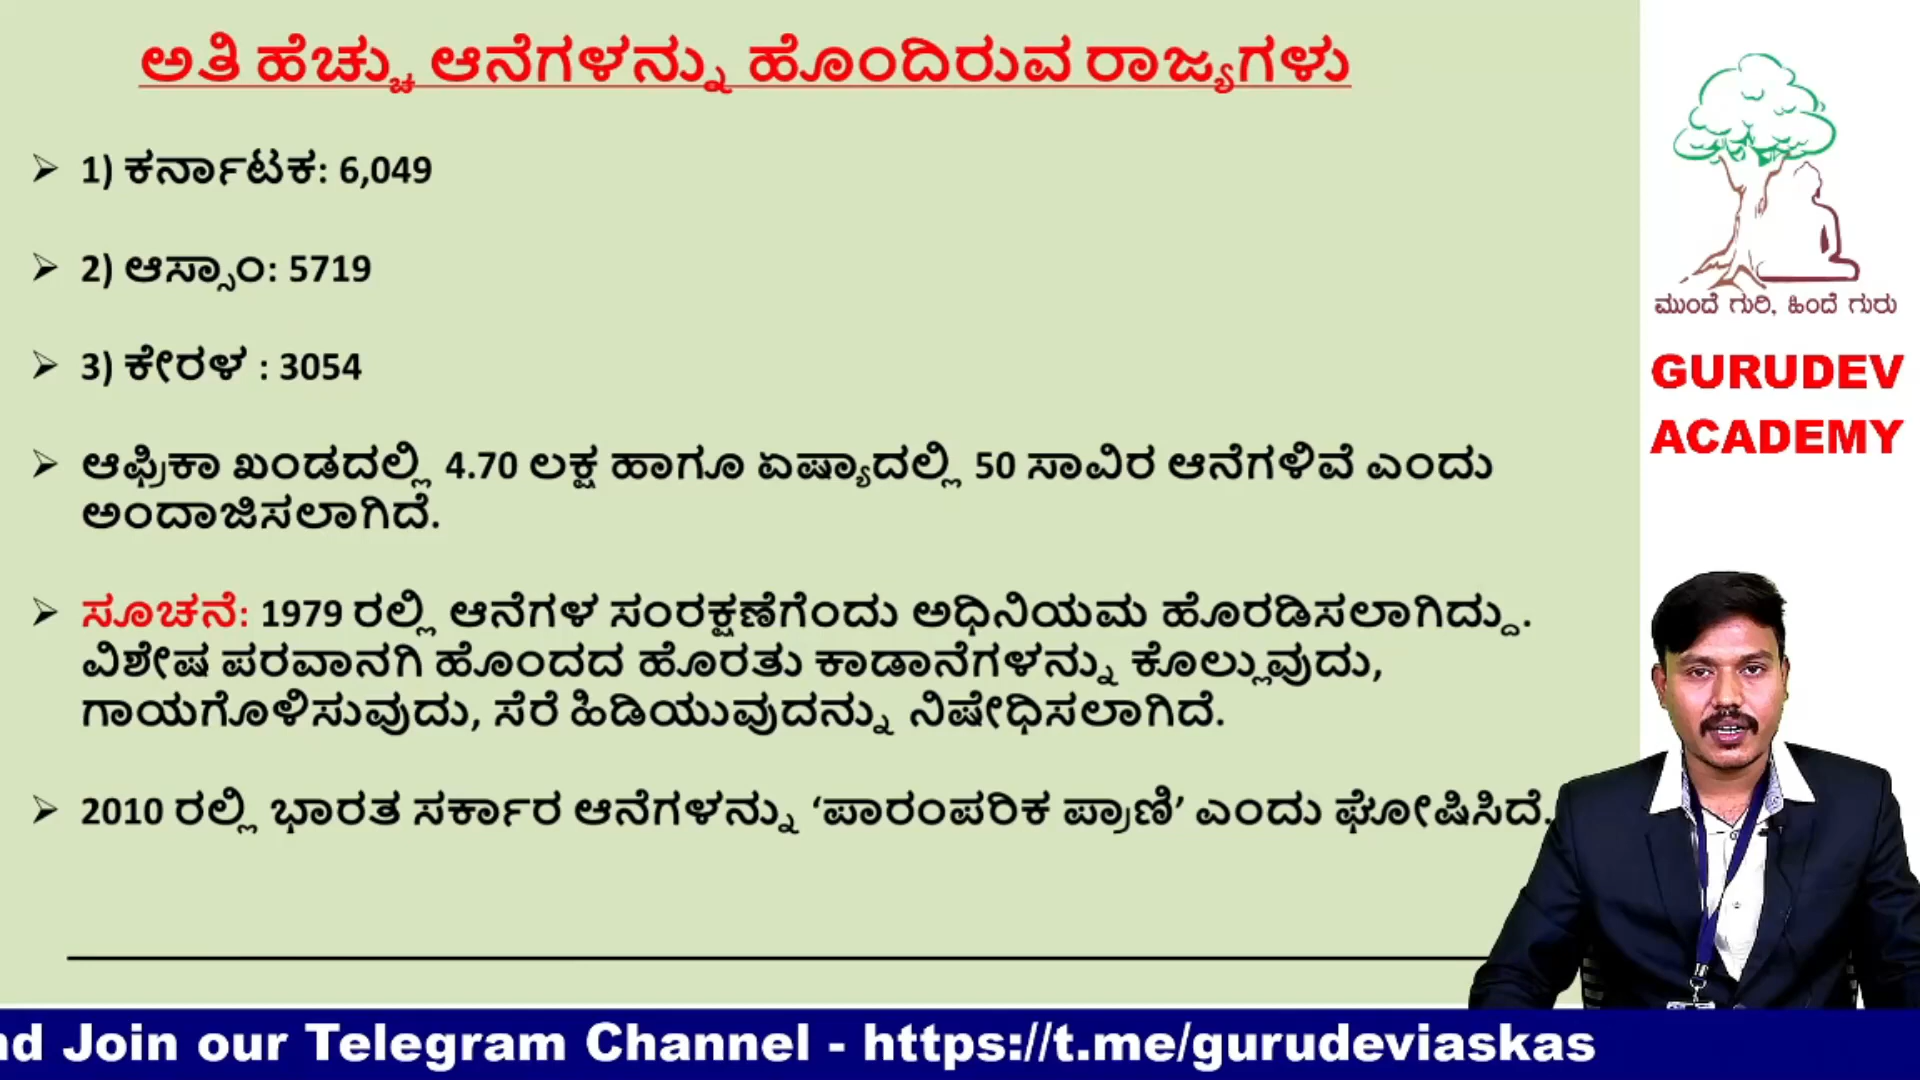 ಅತಿ ಹೆಚ್ಚು ಆನೆಗಳನ್ನು ಹೊಂದಿರುವ ರಾಜ್ಯಗಳು
➢ 1) ಕರ್ನಾಟಕ: 6,049
➢ 2) ಆಸ್ಸಾಂ: 5719
➢ 3) ಕೇರಳ : 3054
➢ ಆಫ್ರಿಕಾ ಖಂಡದಲ್ಲಿ 4.70 ಲಕ್ಷ ಹಾಗೂ ಏಷ್ಯಾದಲ್ಲಿ 50 ಸಾವಿರ ಆನೆಗಳಿವೆ ಎಂದು
ಅಂದಾಜಿಸಲಾಗಿದೆ.
➢ ಸೂಚನೆ: 1979 ರಲ್ಲಿ ಆನೆಗಳ ಸಂರಕ್ಷಣೆಗೆಂದು ಅಧಿನಿಯಮ ಹೊರಡಿಸಲಾಗಿದ್ದು.
ವಿಶೇಷ ಪರವಾನಗಿ ಹೊಂದದ ಹೊರತು ಕಾಡಾನೆಗಳನ್ನು ಕೊಲ್ಲುವುದು,
ಗಾಯಗೊಳಿಸುವುದು, ಸೆರೆ ಹಿಡಿಯುವುದನ್ನು ನಿಷೇಧಿಸಲಾಗಿದೆ.
➢ 2010 ರಲ್ಲಿ ಭಾರತ ಸರ್ಕಾರ ಆನೆಗಳನ್ನು ‘ಪಾರಂಪರಿಕ ಪ್ರಾಣಿ’ ಎಂದು ಘೋಷಿಸಿದೆ.
ಮುಂದೆ ಗುರಿ, ಹಿಂದೆ ಗುರು
GURUDEV
ACADEMY
nd Join our Telegram Channel - https://t.me/gurudeviaskas